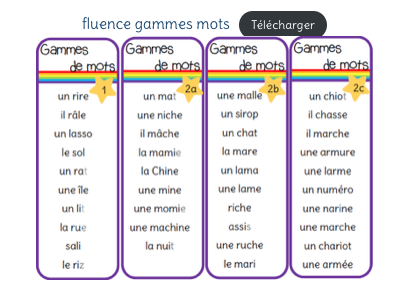 fluence gammes mots
Télécharger
Gammes
de mots
1
un rire
il râle
un lasso
le sol
un rat
une île
un lit
la rue
sali
le riz
Gammes
de mots
2a
un mat
une niche
il mâche
la mamie
la Chine
une mine
une momie
une machine
la nuit
Gammes
de mots
2b
une malle
un sirop
un chat
la mare
un lama
une lame
riche
assis
une ruche
le mari
Gammes
de mots
2c
un chiot
il chasse
il marche
une armure
une larme
un numéro
une narine
une marche
un chariot
une armée